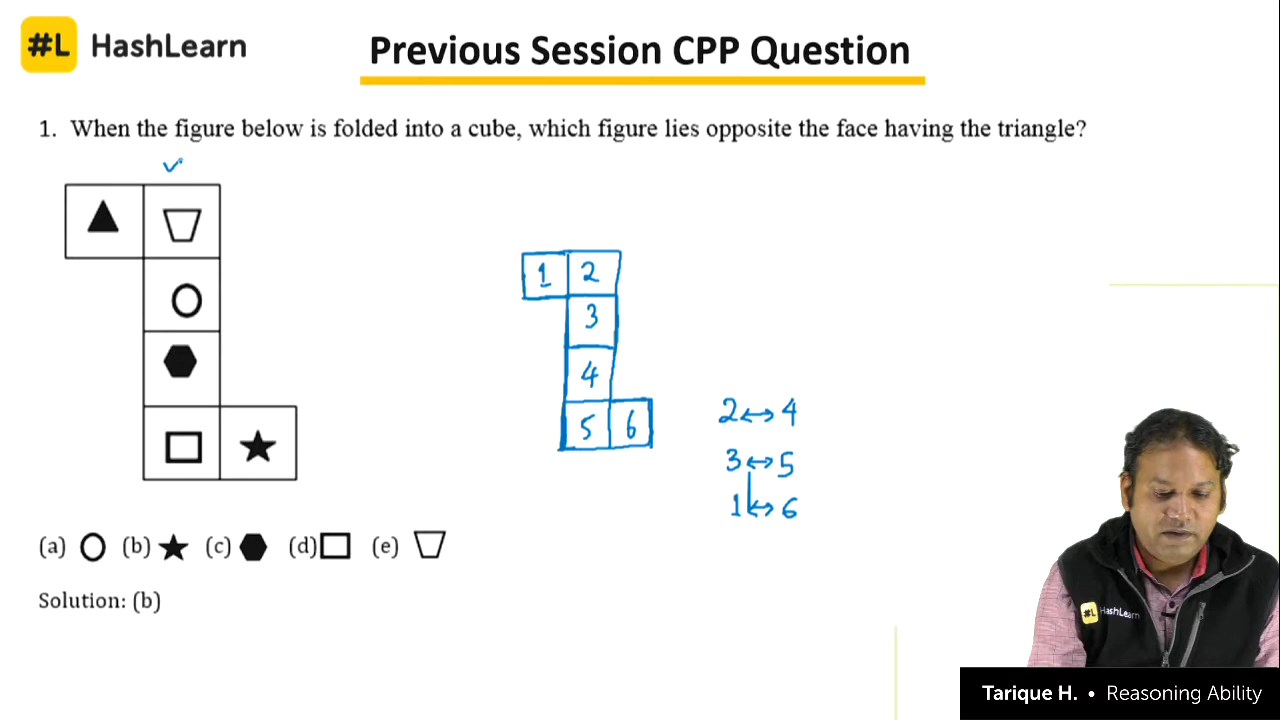 #L HashLearn
Previous Session CPP Question
1. When the figure below is folded into a cube, which figure lies opposite the face having the triangle?
1 2
3
4
5 6
2↔4
3↔5
1↔6
(a) (b) (c) (d) (e)
Solution: (b)
#L HashLearn
Tarique H. • Reasoning Ability